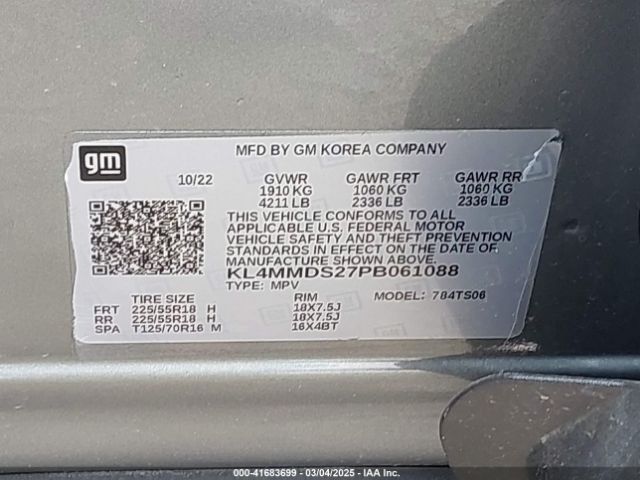 gm
MFD BY GM KOREA COMPANY
10/22 GVWR GAWR FRT GAWR RR
1910 KG 1060 KG 1060 KG
4211 LB 2336 LB 2336 LB
THIS VEHICLE CONFORMS TO ALL
APPLICABLE U.S. FEDERAL MOTOR
VEHICLE SAFETY AND THEFT PREVENTION
STANDARDS IN EFFECT ON THE DATE OF
MANUFACTURE SHOWN ABOVE.
KL4MMDS27PB061088
TYPE: MPV MODEL: 784TS06
TIRE SIZE RIM
FRT 225/55R18 H 18X7.5J
RR 225/55R18 H 18X7.5J
SPA T125/70R16 M 16X4BT
000-41683699 - 03/04/2025 - IAA Inc.